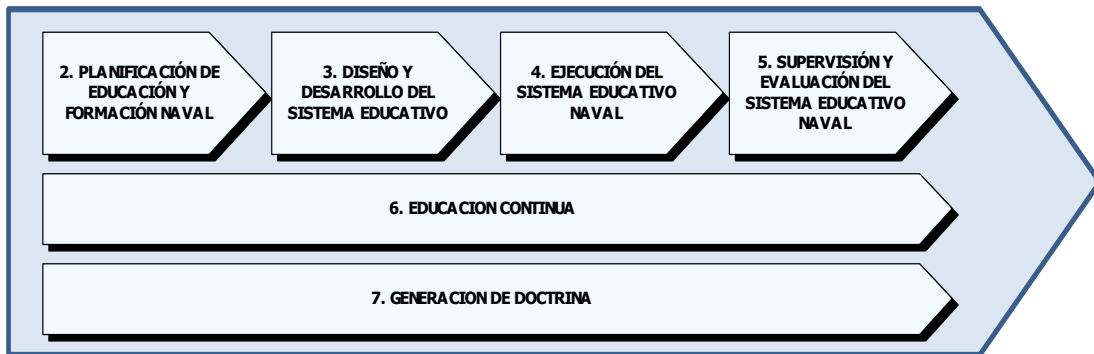 2. PLANIFICACIÓN DE
EDUCACIÓN Y
FORMACIÓN NAVAL
3. DISEÑO Y
DESARROLLO DEL
SISTEMA EDUCATIVO
4. EJECUCIÓN DEL
SISTEMA EDUCATIVO
NAVAL
5. SUPERVISIÓN Y
EVALUACIÓN DEL
SISTEMA EDUCATIVO
NAVAL
6. EDUCACION CONTINUA
7. GENERACION DE DOCTRINA